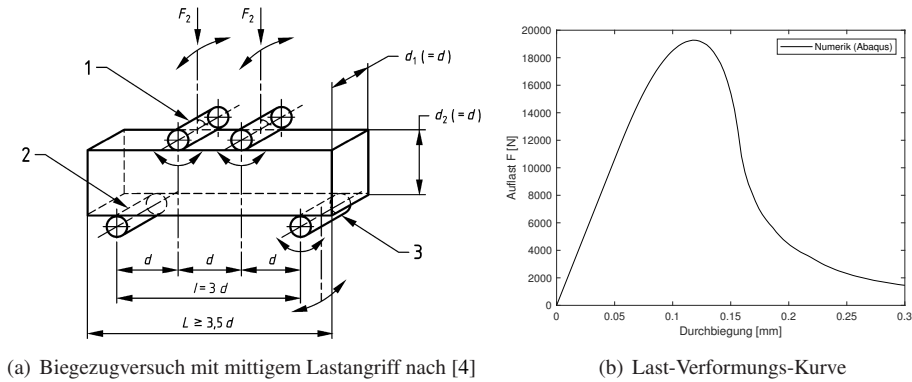 F2
F2
1
d1 (= d)
d2 (= d)
2
3
d
d
d
l = 3 d
L ≥ 3,5 d
(a) Biegezugversuch mit mittigem Lastangriff nach [4]
20000
18000
16000
14000
12000
10000
8000
6000
4000
2000
0
Auflast F [N]
Numerik (Abaqus)
0
0.05
0.1
0.15
0.2
0.25
0.3
Durchbiegung [mm]
(b) Last-Verformungs-Kurve